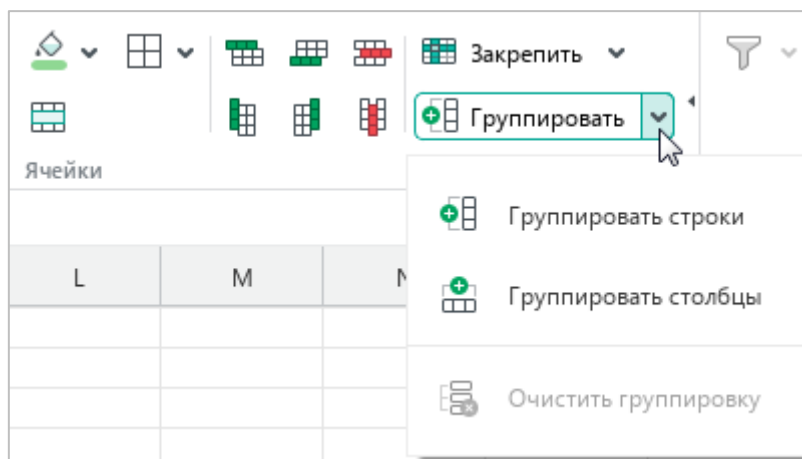 Закрепить
Группировать
Ячейки
Группировать строки
L M
Группировать столбцы
Очистить группировку